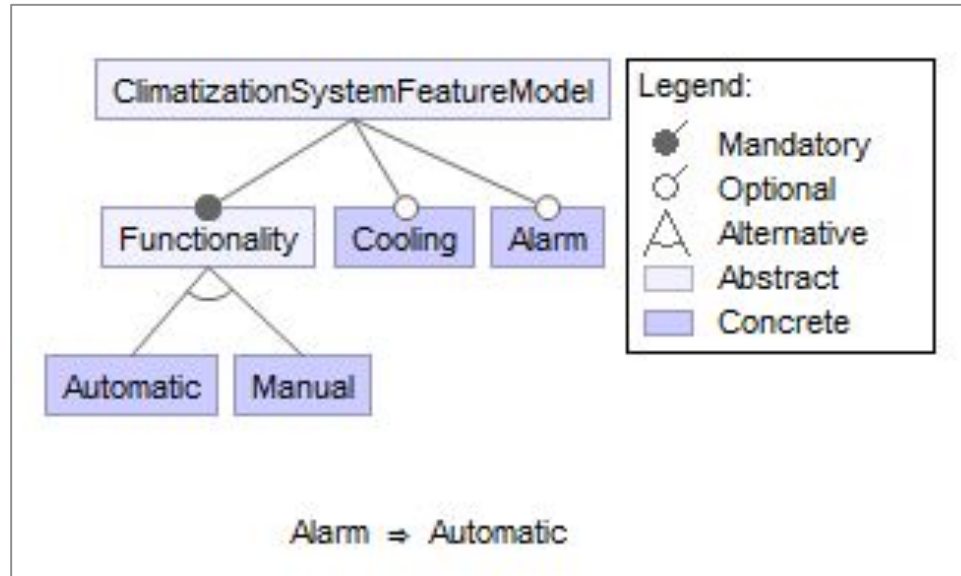 ClimatizationSystemFeatureModel
Functionality
Cooling
Alarm
Automatic
Manual
Alarm ⇒ Automatic
Legend:
Mandatory
Optional
Alternative
Abstract
Concrete